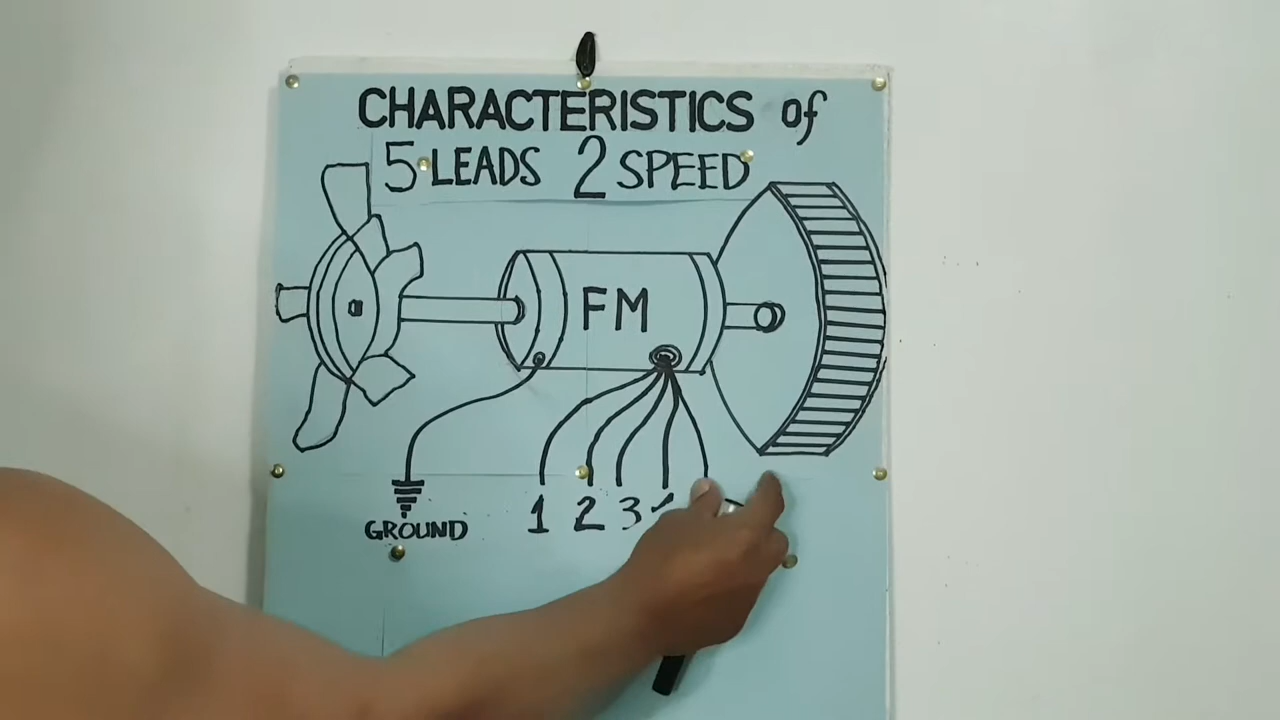 CHARACTERISTICS of
5 LEADS 2 SPEED
FM
GROUND
1 2 3